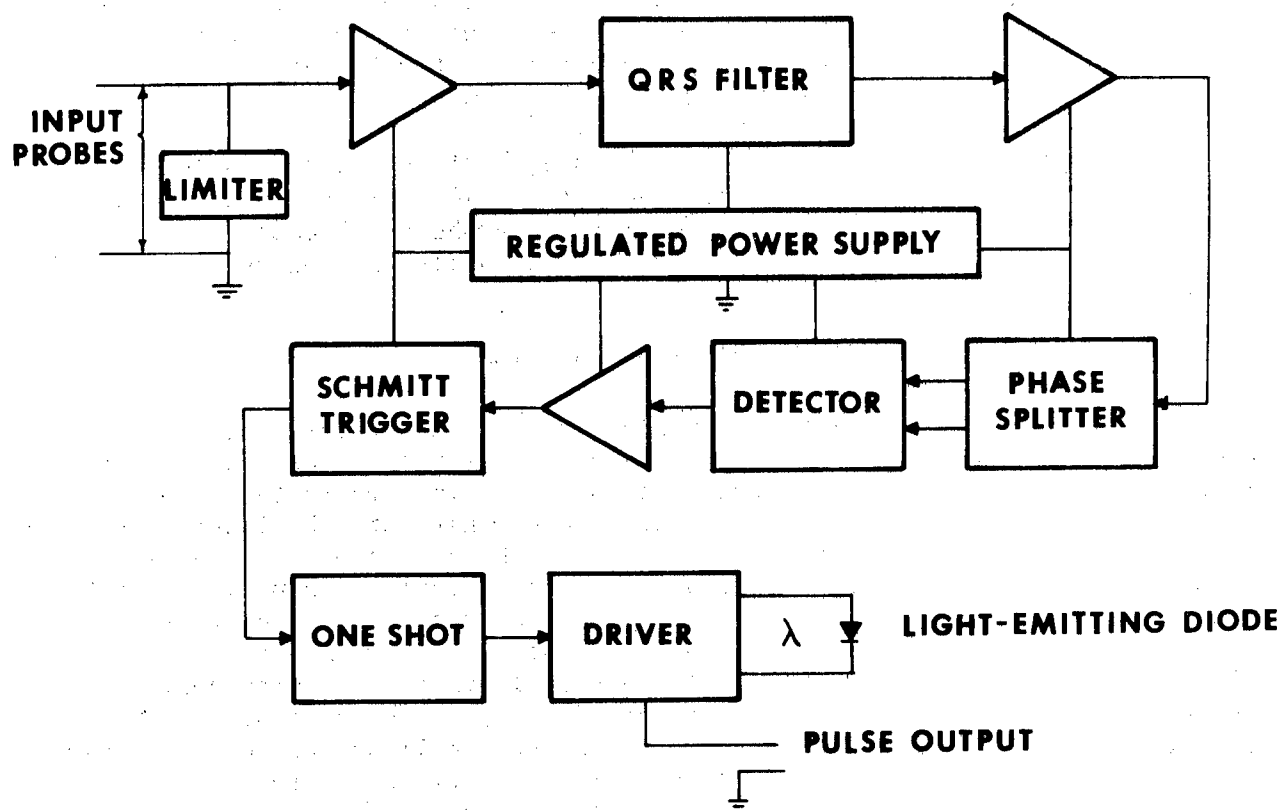 INPUT
PROBES
LIMITER
QRS FILTER
REGULATED POWER SUPPLY
SCHMITT
TRIGGER
DETECTOR
PHASE
SPLITTER
ONE SHOT
DRIVER
λ
LIGHT-EMITTING DIODE
PULSE OUTPUT